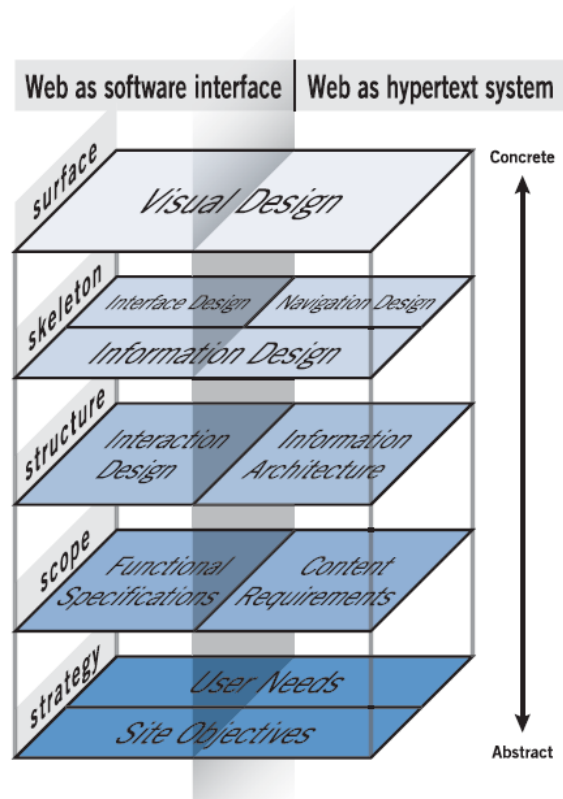 Web as software interface
Web as hypertext system
Concrete
surface
Visual Design
skeleton
Interface Design
Navigation Design
Information Design
structure
Interaction
Design
Information
Architecture
scope
Functional
Specifications
Content
Requirements
strategy
User Needs
Site Objectives
Abstract